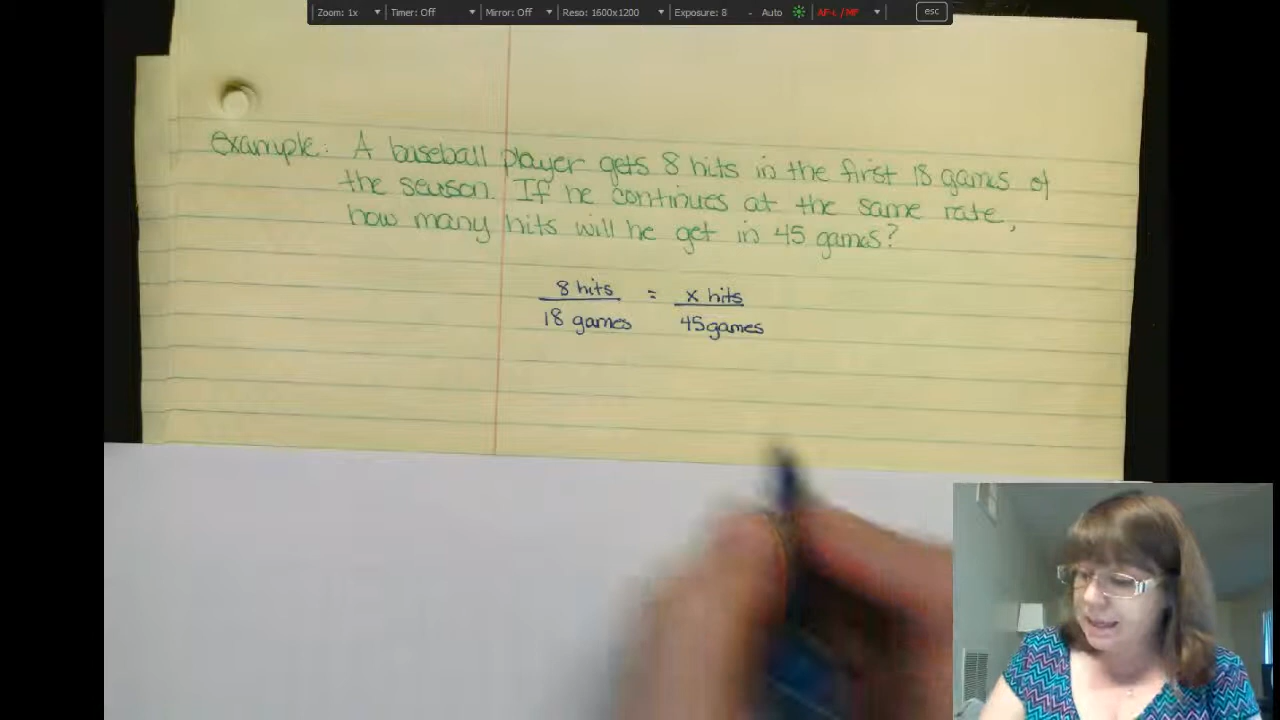 Zoom: 1x Timer: Off Mirror: Off Reso: 1600x1200 Exposure: 8 - Auto AF-L / MF esc
example: A baseball player gets 8 hits in the first 18 games of
the season. If he continues at the same rate,
how many hits will he get in 45 games?
8 hits = x hits
18 games 45 games